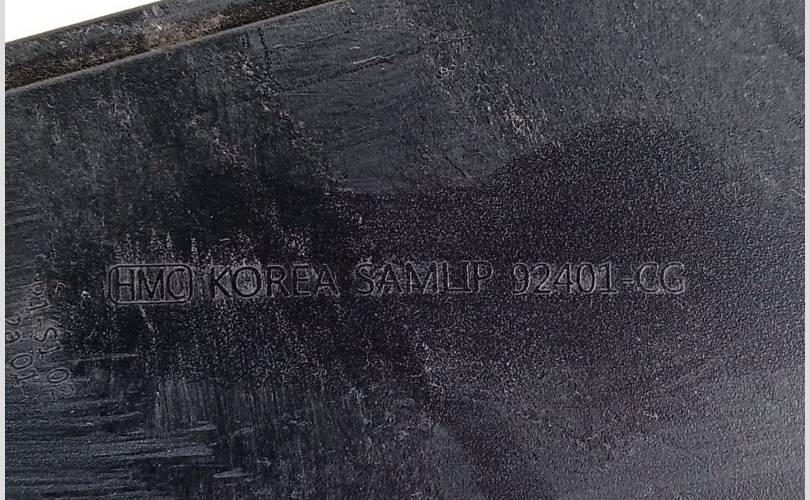 HMC KOREA SAMLIP 92401-CG